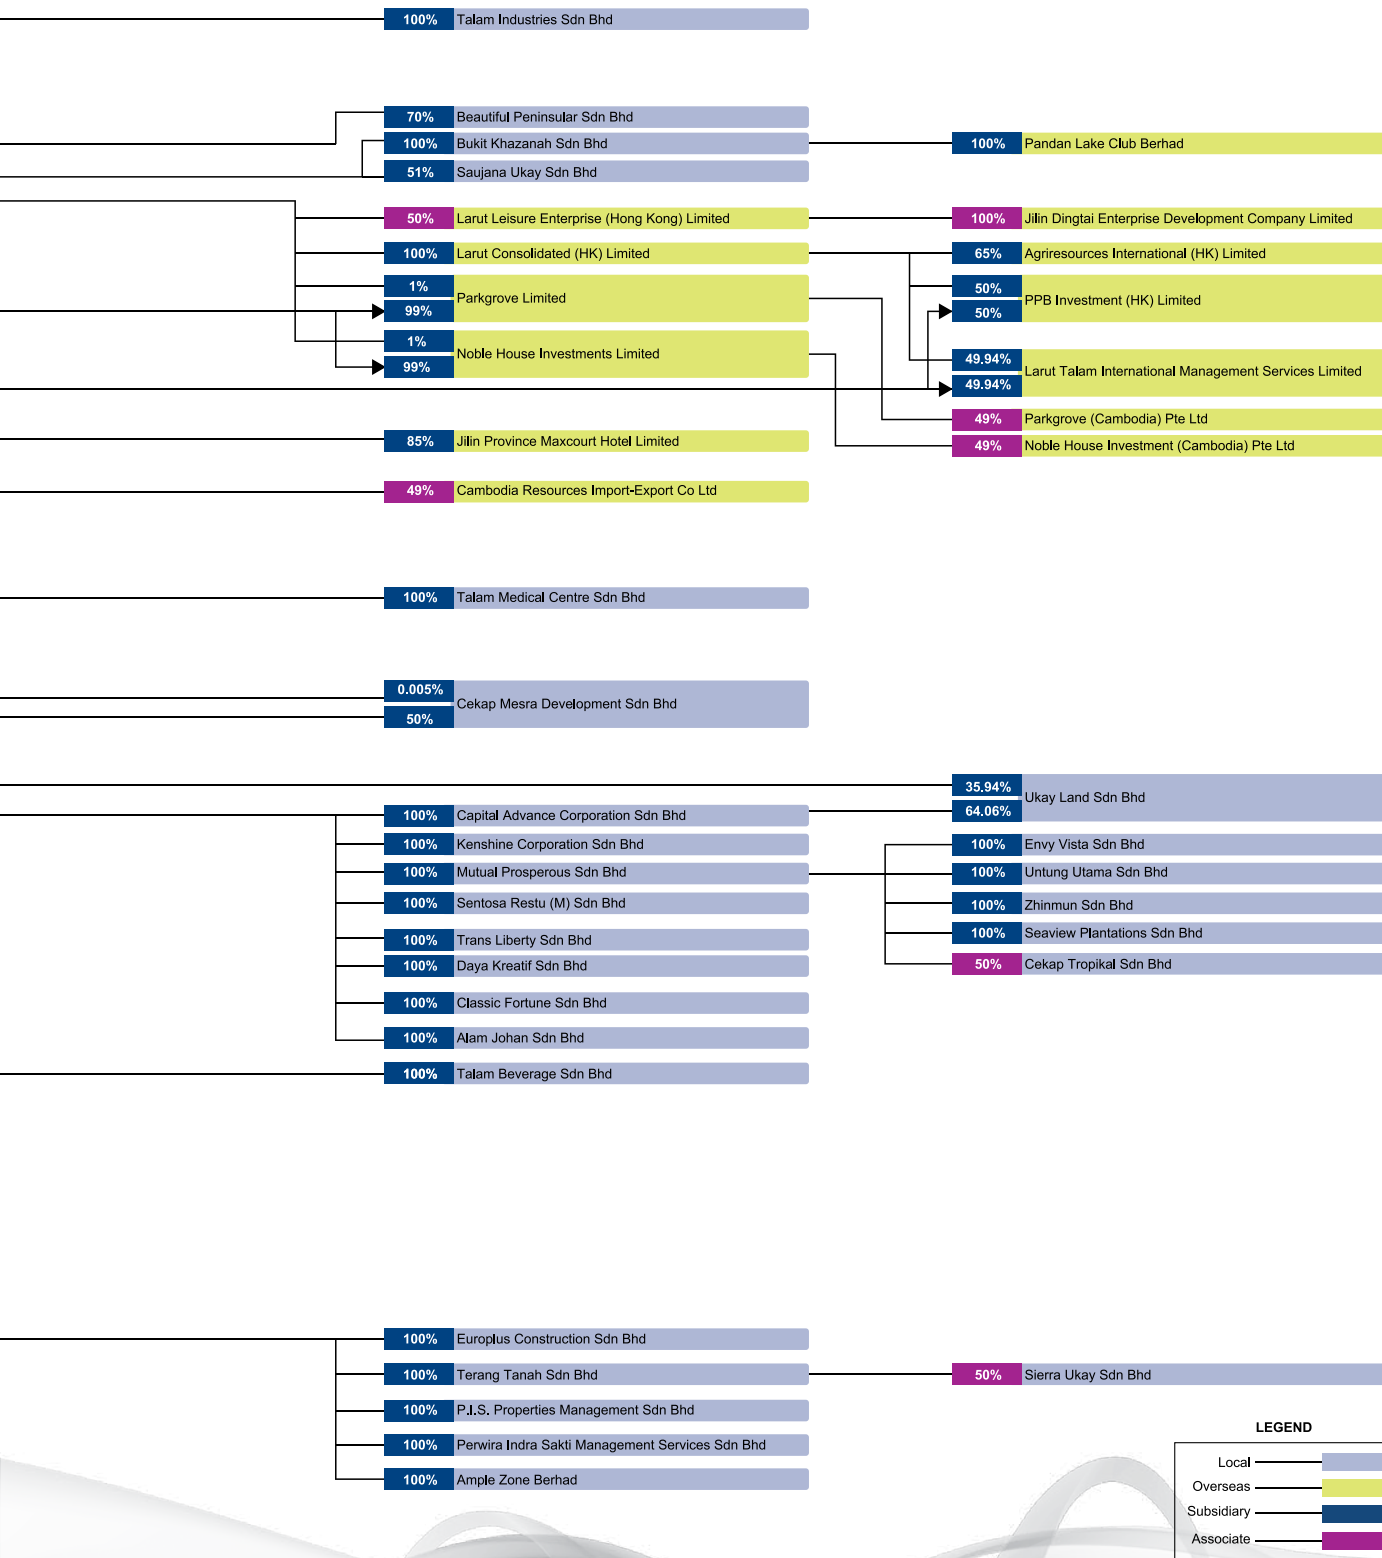 100% Talam Industries Sdn Bhd
70% Beautiful Peninsular Sdn Bhd
100% Bukit Khazanah Sdn Bhd
100% Pandan Lake Club Berhad
51% Saujana Ukay Sdn Bhd
50% Larut Leisure Enterprise (Hong Kong) Limited
100% Jilin Dingtai Enterprise Development Company Limited
100% Larut Consolidated (HK) Limited
65% Agriresources International (HK) Limited
1%
Parkgrove Limited
99%
50%
PPB Investment (HK) Limited
50%
1%
Noble House Investments Limited
99%
49.94%
Larut Talam International Management Services Limited
49.94%
49% Parkgrove (Cambodia) Pte Ltd
85% Jilin Province Maxcourt Hotel Limited
49% Noble House Investment (Cambodia) Pte Ltd
49% Cambodia Resources Import-Export Co Ltd
100% Talam Medical Centre Sdn Bhd
0.005%
Cekap Mesra Development Sdn Bhd
50%
35.94%
Ukay Land Sdn Bhd
64.06%
100% Capital Advance Corporation Sdn Bhd
100% Kenshine Corporation Sdn Bhd
100% Envy Vista Sdn Bhd
100% Mutual Prosperous Sdn Bhd
100% Untung Utama Sdn Bhd
100% Sentosa Restu (M) Sdn Bhd
100% Zhinmun Sdn Bhd
100% Trans Liberty Sdn Bhd
100% Seaview Plantations Sdn Bhd
100% Daya Kreatif Sdn Bhd
50% Cekap Tropikal Sdn Bhd
100% Classic Fortune Sdn Bhd
100% Alam Johan Sdn Bhd
100% Talam Beverage Sdn Bhd
100% Europlus Construction Sdn Bhd
100% Terang Tanah Sdn Bhd
50% Sierra Ukay Sdn Bhd
100% P.I.S. Properties Management Sdn Bhd
100% Perwira Indra Sakti Management Services Sdn Bhd
100% Ample Zone Berhad
LEGEND
Local
Overseas
Subsidiary
Associate